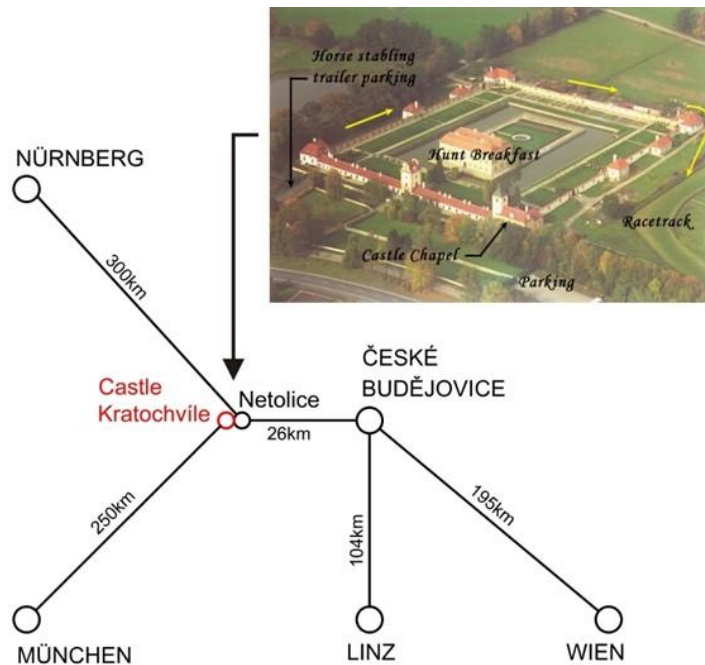 Horse stabling
trailer parking
Hunt Breakfast
Racetrack
Castle Chapel
Parking
NÜRNBERG
300km
ČESKÉ
BUDĚJOVICE
Castle
Kratochvíle
Netolice
26km
250km
104km
195km
MÜNCHEN
LINZ
WIEN